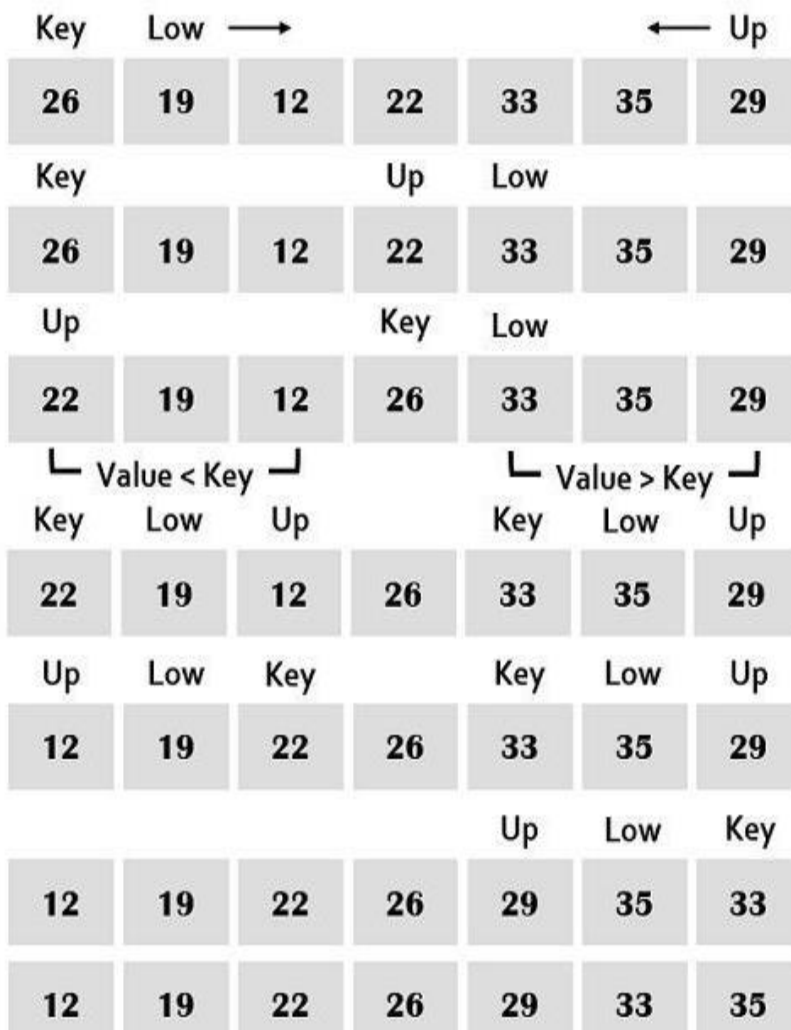 Key Low → ← Up
26 19 12 22 33 35 29
Key Up Low
26 19 12 22 33 35 29
Up Key Low
22 19 12 26 33 35 29
Value < Key Value > Key
Key Low Up Key Low Up
22 19 12 26 33 35 29
Up Low Key Key Low Up
12 19 22 26 33 35 29
Up Low Key
12 19 22 26 29 35 33
12 19 22 26 29 33 35